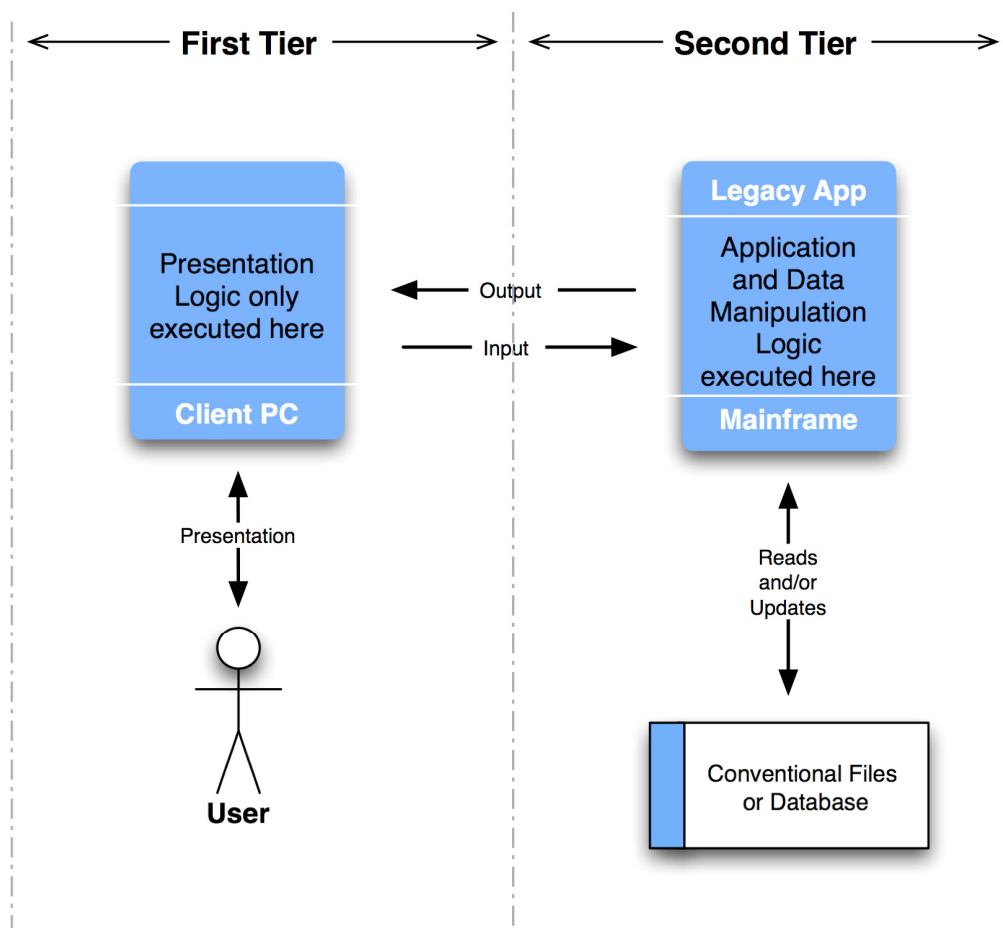 First Tier
Second Tier
Presentation
Logic only
executed here
Client PC
Legacy App
Application
and Data
Manipulation
Logic
executed here
Mainframe
Output
Input
Presentation
User
Reads
and/or
Updates
Conventional Files
or Database